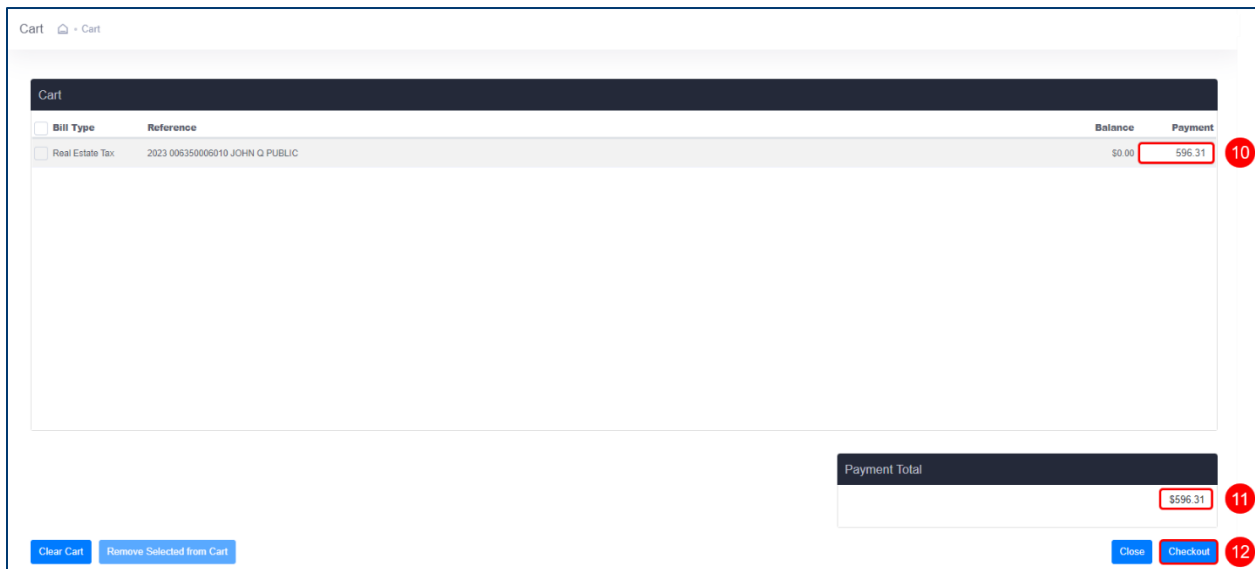 Cart • Cart
Cart
Bill Type Reference Balance Payment
Real Estate Tax 2023 006350006010 JOHN Q PUBLIC $0.00 596.31 10
Payment Total
$596.31 11
Clear Cart Remove Selected from Cart Close Checkout 12